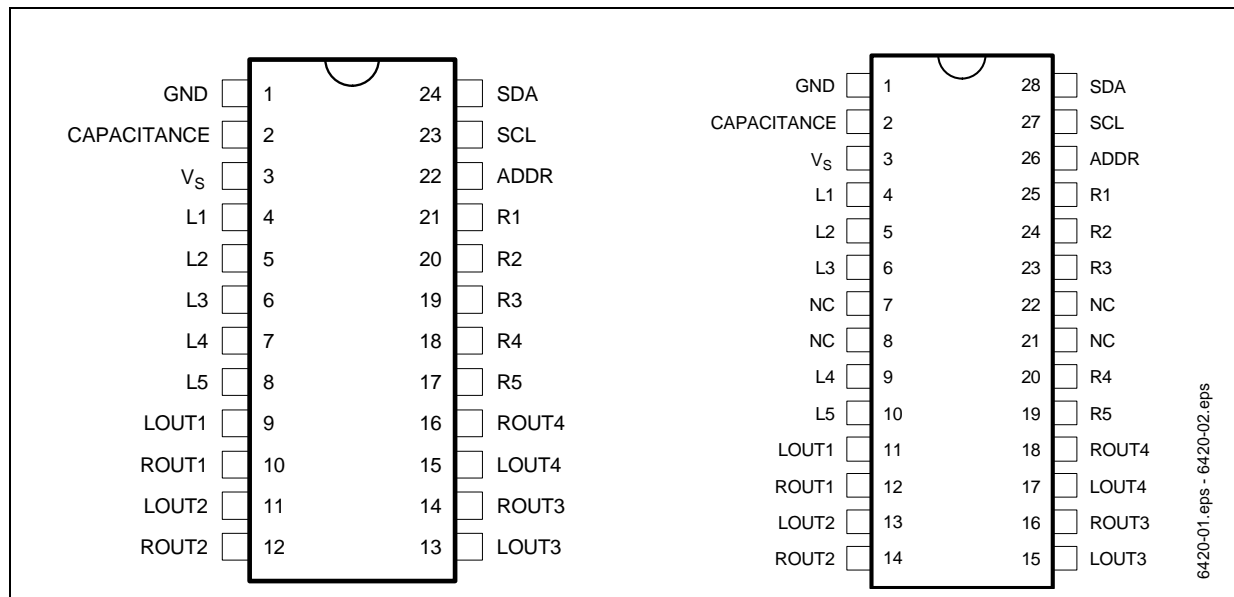 GND 1 24 SDA
CAPACITANCE 2 23 SCL
VS 3 22 ADDR
L1 4 21 R1
L2 5 20 R2
L3 6 19 R3
L4 7 18 R4
L5 8 17 R5
LOUT1 9 16 ROUT4
ROUT1 10 15 LOUT4
LOUT2 11 14 ROUT3
ROUT2 12 13 LOUT3
GND 1 28 SDA
CAPACITANCE 2 27 SCL
VS 3 26 ADDR
L1 4 25 R1
L2 5 24 R2
L3 6 23 R3
NC 7 22 NC
NC 8 21 NC
L4 9 20 R4
L5 10 19 R5
LOUT1 11 18 ROUT4
ROUT1 12 17 LOUT4
LOUT2 13 16 ROUT3
ROUT2 14 15 LOUT3
6420-01.eps - 6420-02.eps